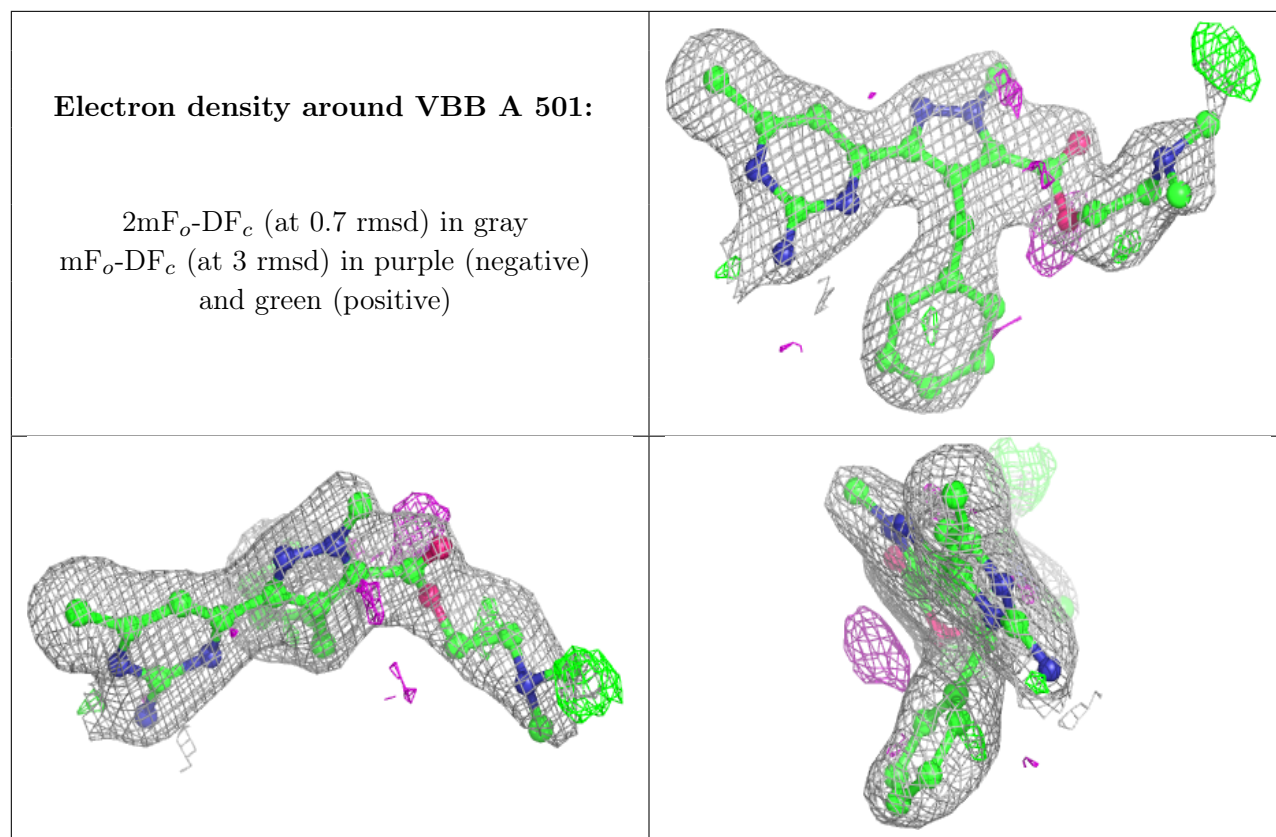 Electron density around VBB A 501:
2mFo-DFc (at 0.7 rmsd) in gray
mFo-DFc (at 3 rmsd) in purple (negative)
and green (positive)